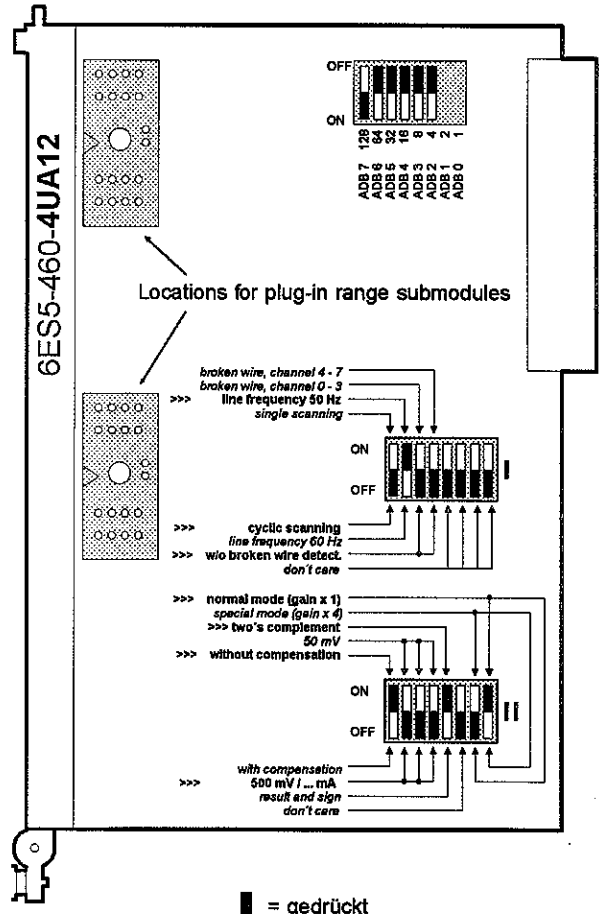 6ES5-460-4UA12
OFF
ON
128 64 32 16 8 4 2 1
ADB 7 ADB 6 ADB 5 ADB 4 ADB 3 ADB 2 ADB 1 ADB 0
Locations for plug-in range submodules
broken wire, channel 4 - 7
broken wire, channel 0 - 3
>>> line frequency 50 Hz
single scanning
ON
OFF
I
>>> cyclic scanning
line frequency 60 Hz
>>> w/o broken wire detect.
don't care
>>> normal mode (gain x 1)
special mode (gain x 4)
>>> two's complement
50 mV
>>> without compensation
ON
OFF
II
with compensation
>>> 500 mV / ... mA
result and sign
don't care
= gedrückt